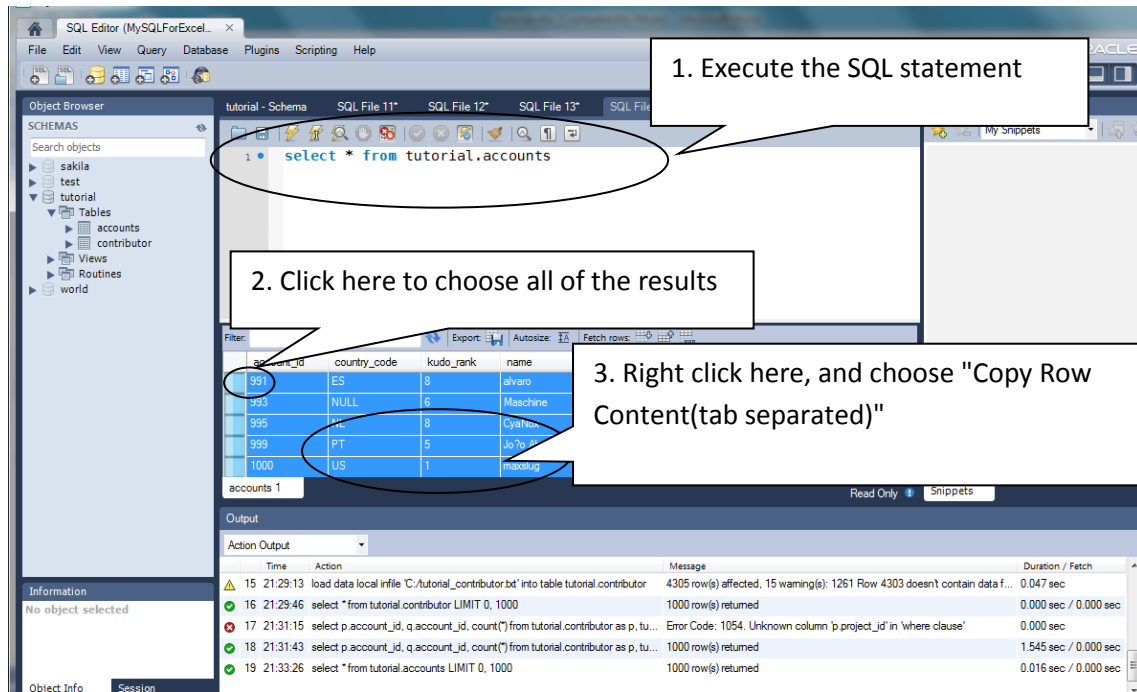 SQL Editor (MySQLForExcel... ×
File Edit View Query Database Plugins Scripting Help
1. Execute the SQL statement
Object Browser
tutorial - Schema SQL File 11* SQL File 12* SQL File 13* SQL File
SCHEMAS
My Snippets
Search objects
1 select * from tutorial.accounts
sakila
test
tutorial
Tables
accounts
contributor
Views
Routines
world
2. Click here to choose all of the results
Filter: Export: Autosize: Fetch rows:
account_id country_code kudo_rank name
3. Right click here, and choose "Copy Row
Content(tab separated)"
991 ES 8 alvaro
993 NULL 6 Maschine
995 NL 8 CyaNox
999 PT 5 Jo?o
1000 US 1 maxslug
accounts 1
Read Only Snippets
Output
Action Output
Time Action Message Duration / Fetch
15 21:29:13 load data local infile 'C:/tutorial_contributor.txt' into table tutorial.contributor 4305 row(s) affected, 15 warning(s): 1261 Row 4303 doesn't contain data f... 0.047 sec
Information
No object selected
16 21:29:46 select * from tutorial.contributor LIMIT 0, 1000 1000 row(s) returned 0.000 sec / 0.000 sec
17 21:31:15 select p.account_id, q.account_id, count(*) from tutorial.contributor as p, tu... Error Code: 1054. Unknown column 'p.project_id' in 'where clause' 0.000 sec
18 21:31:43 select p.account_id, q.account_id, count(*) from tutorial.contributor as p, tu... 1000 row(s) returned 1.545 sec / 0.000 sec
19 21:33:26 select * from tutorial.accounts LIMIT 0, 1000 1000 row(s) returned 0.016 sec / 0.000 sec
Object Info Session